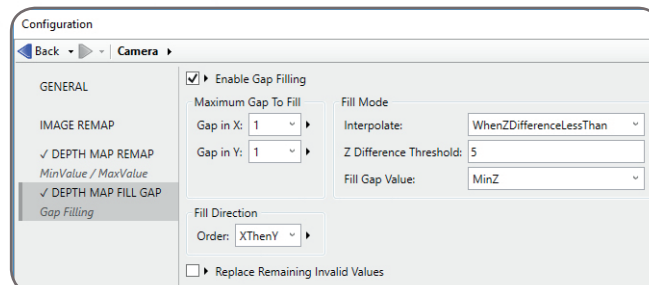 Configuration
Back Camera
GENERAL
IMAGE REMAP
✓ DEPTH MAP REMAP
MinValue / MaxValue
✓ DEPTH MAP FILL GAP
Gap Filling
Enable Gap Filling
Maximum Gap To Fill
Gap in X: 1
Gap in Y: 1
Fill Mode
Interpolate: WhenZDifferenceLessThan
Z Difference Threshold: 5
Fill Gap Value: MinZ
Fill Direction
Order: XThenY
Replace Remaining Invalid Values